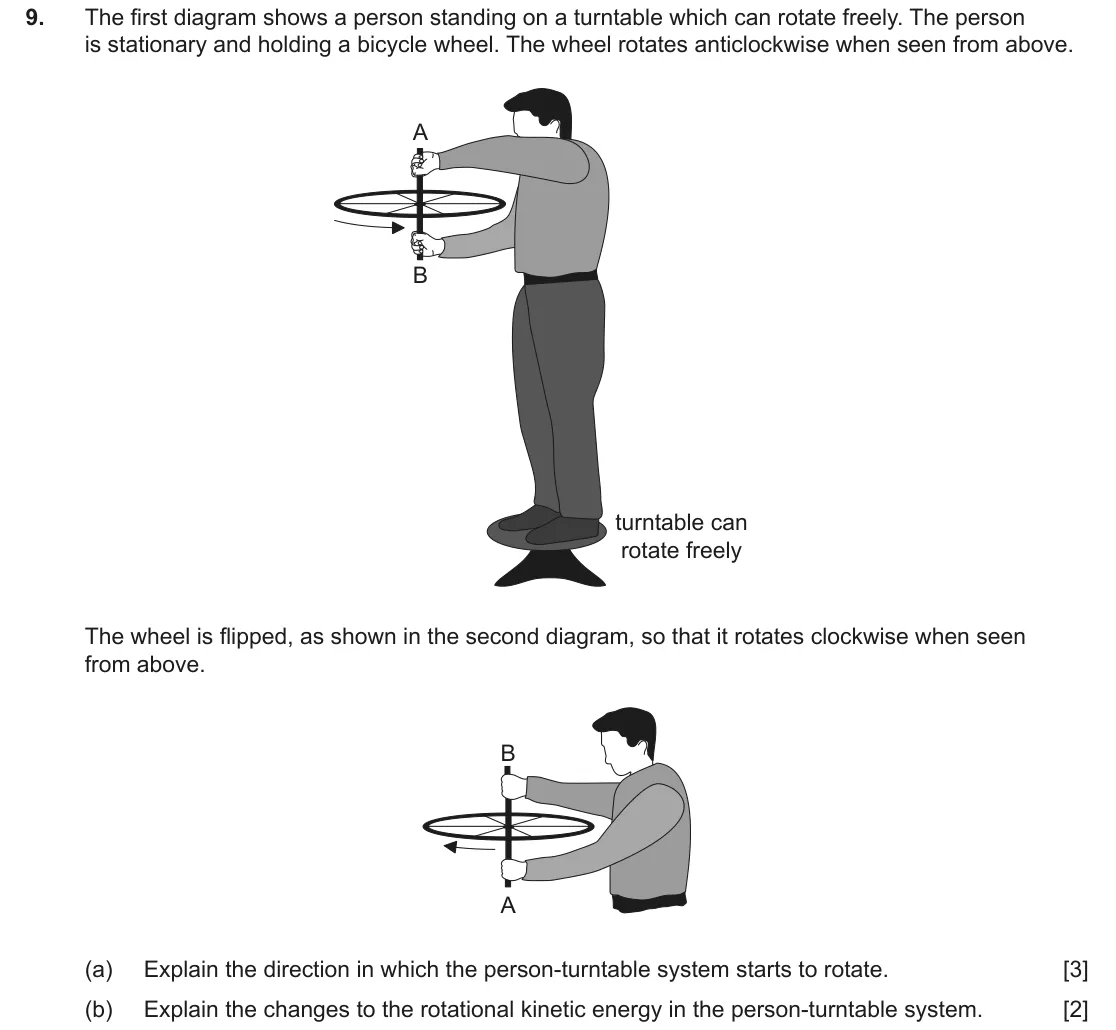 9. The first diagram shows a person standing on a turntable which can rotate freely. The person
is stationary and holding a bicycle wheel. The wheel rotates anticlockwise when seen from above.
A
B
turntable can
rotate freely
The wheel is flipped, as shown in the second diagram, so that it rotates clockwise when seen
from above.
B
A
(a) Explain the direction in which the person-turntable system starts to rotate. [3]
(b) Explain the changes to the rotational kinetic energy in the person-turntable system. [2]